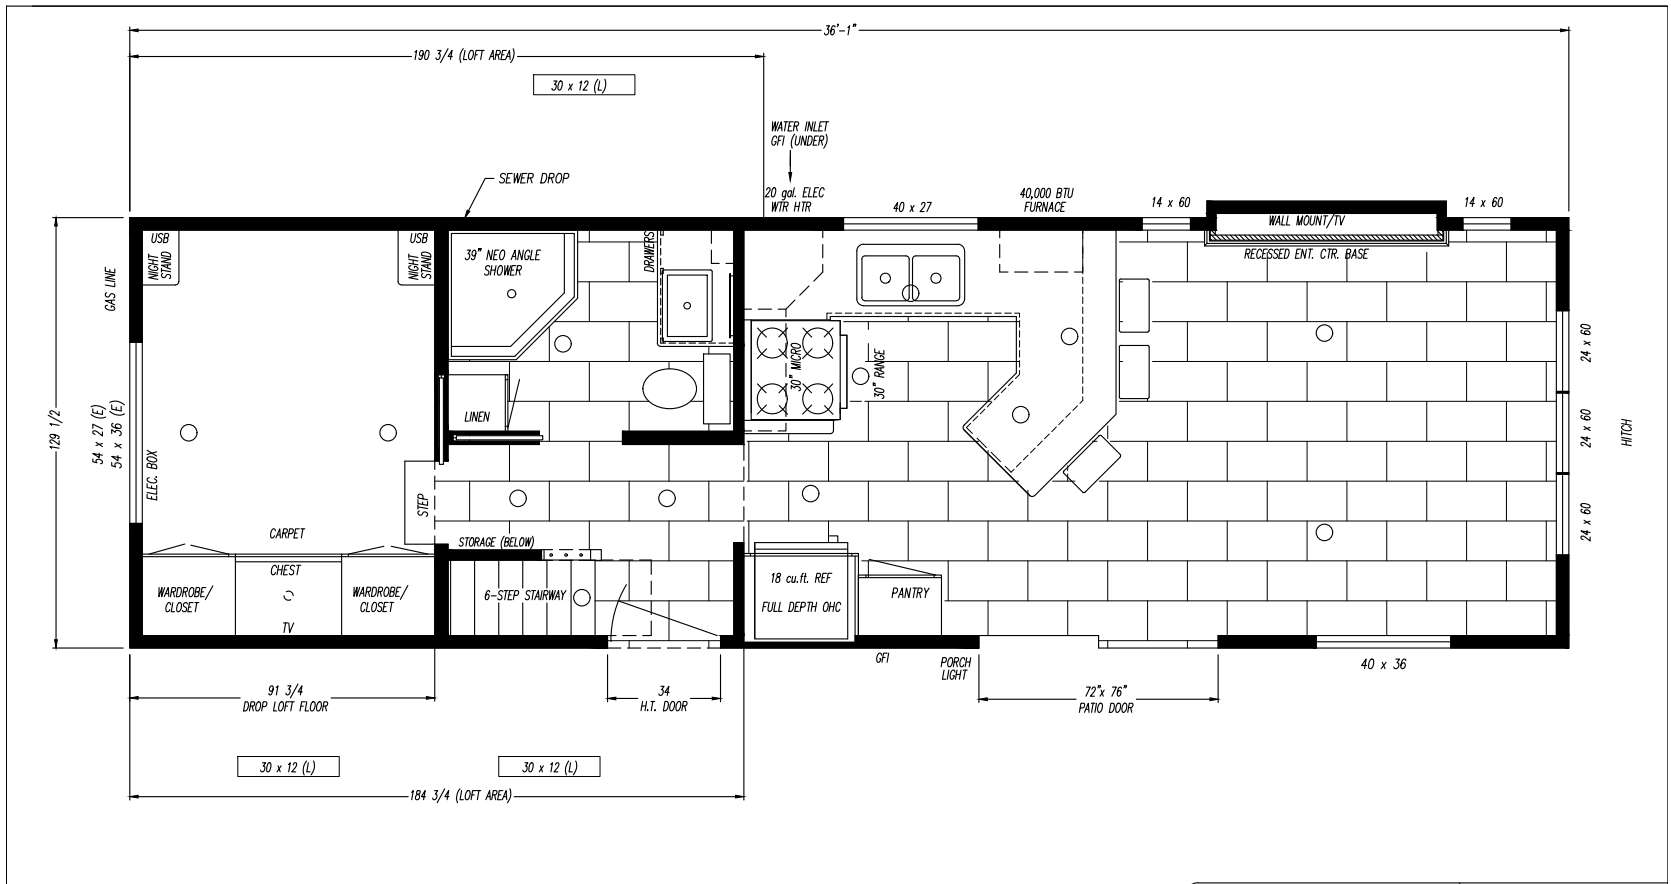 36'-1"
190 3/4 (LOFT AREA)
30 x 12 (L)
WATER INLET
GFI (UNDER)
SEWER DROP
20 gal. ELEC
WTR HTR
40 x 27
40,000 BTU
FURNACE
14 x 60
WALL MOUNT/TV
14 x 60
RECESSED ENT. CTR. BASE
USB
NIGHT
STAND
USB
NIGHT
STAND
39" NEO ANGLE
SHOWER
DRAWERS
GAS LINE
30" MICRO
30" RANGE
24 x 60
24 x 60
24 x 60
HITCH
129 1/2
54 x 27 (E)
54 x 36 (E)
ELEC. BOX
LINEN
STEP
CARPET
STORAGE (BELOW)
CHEST
WARDROBE/
CLOSET
WARDROBE/
CLOSET
TV
6-STEP STAIRWAY
18 cu.ft. REF
FULL DEPTH OHC
PANTRY
GFI
PORCH
LIGHT
40 x 36
91 3/4
DROP LOFT FLOOR
34
H.T. DOOR
72"x 76"
PATIO DOOR
30 x 12 (L)
30 x 12 (L)
184 3/4 (LOFT AREA)